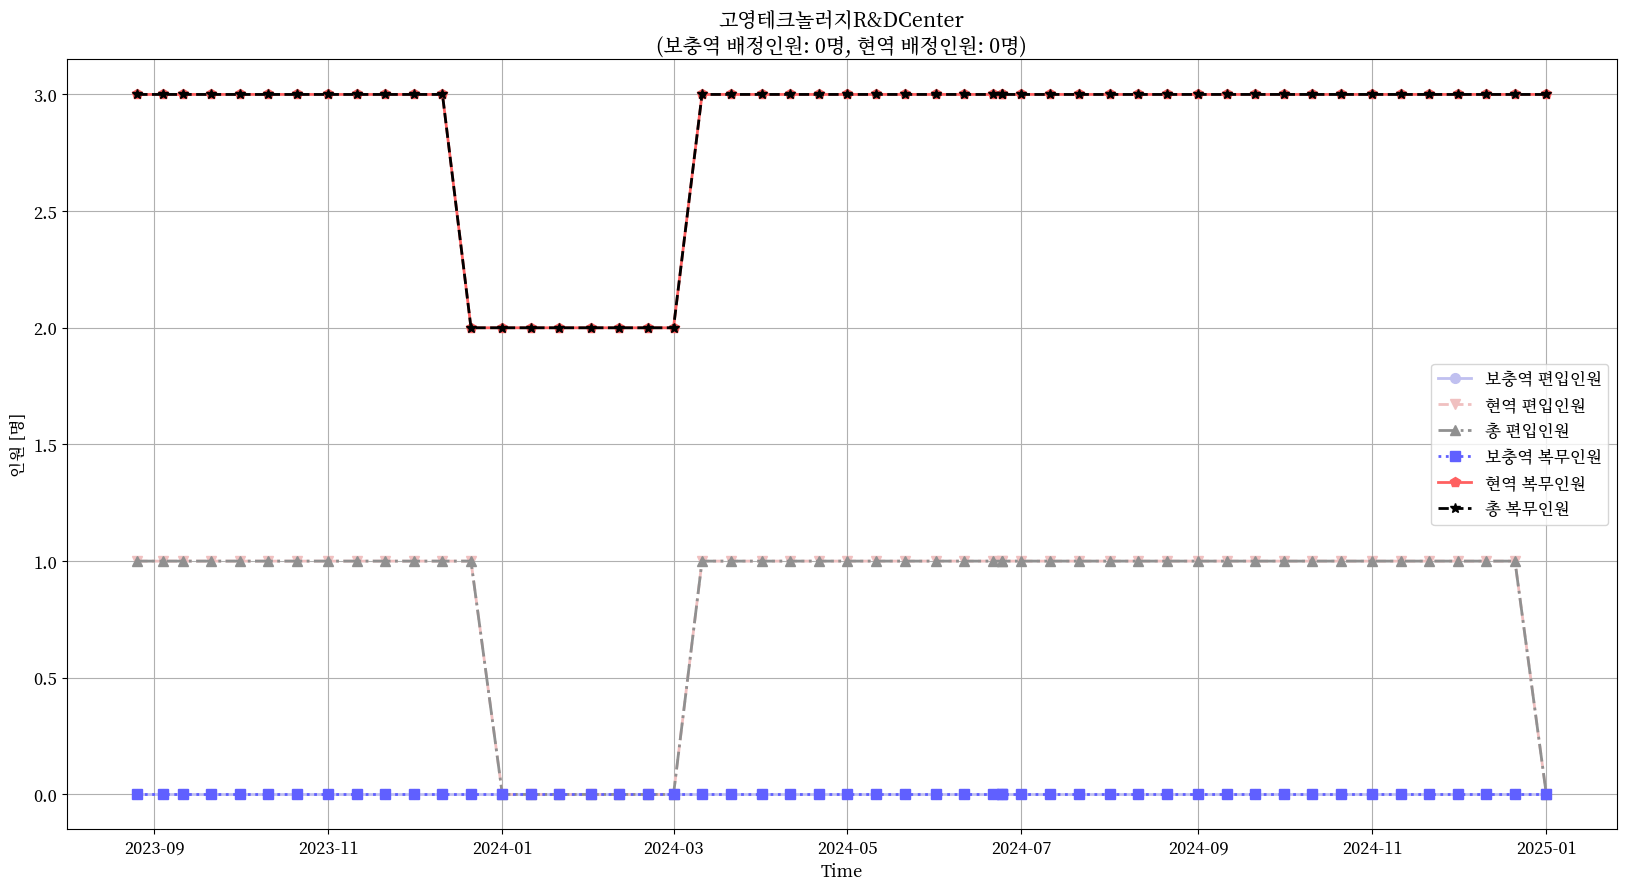 고영테크놀러지R&DCenter
(보충역 배정인원: 0명, 현역 배정인원: 0명)
인원 [명]
3.0
2.5
2.0
1.5
1.0
0.5
0.0
보충역 편입인원
현역 편입인원
총 편입인원
보충역 복무인원
현역 복무인원
총 복무인원
2023-09
2023-11
2024-01
2024-03
2024-05
2024-07
2024-09
2024-11
2025-01
Time